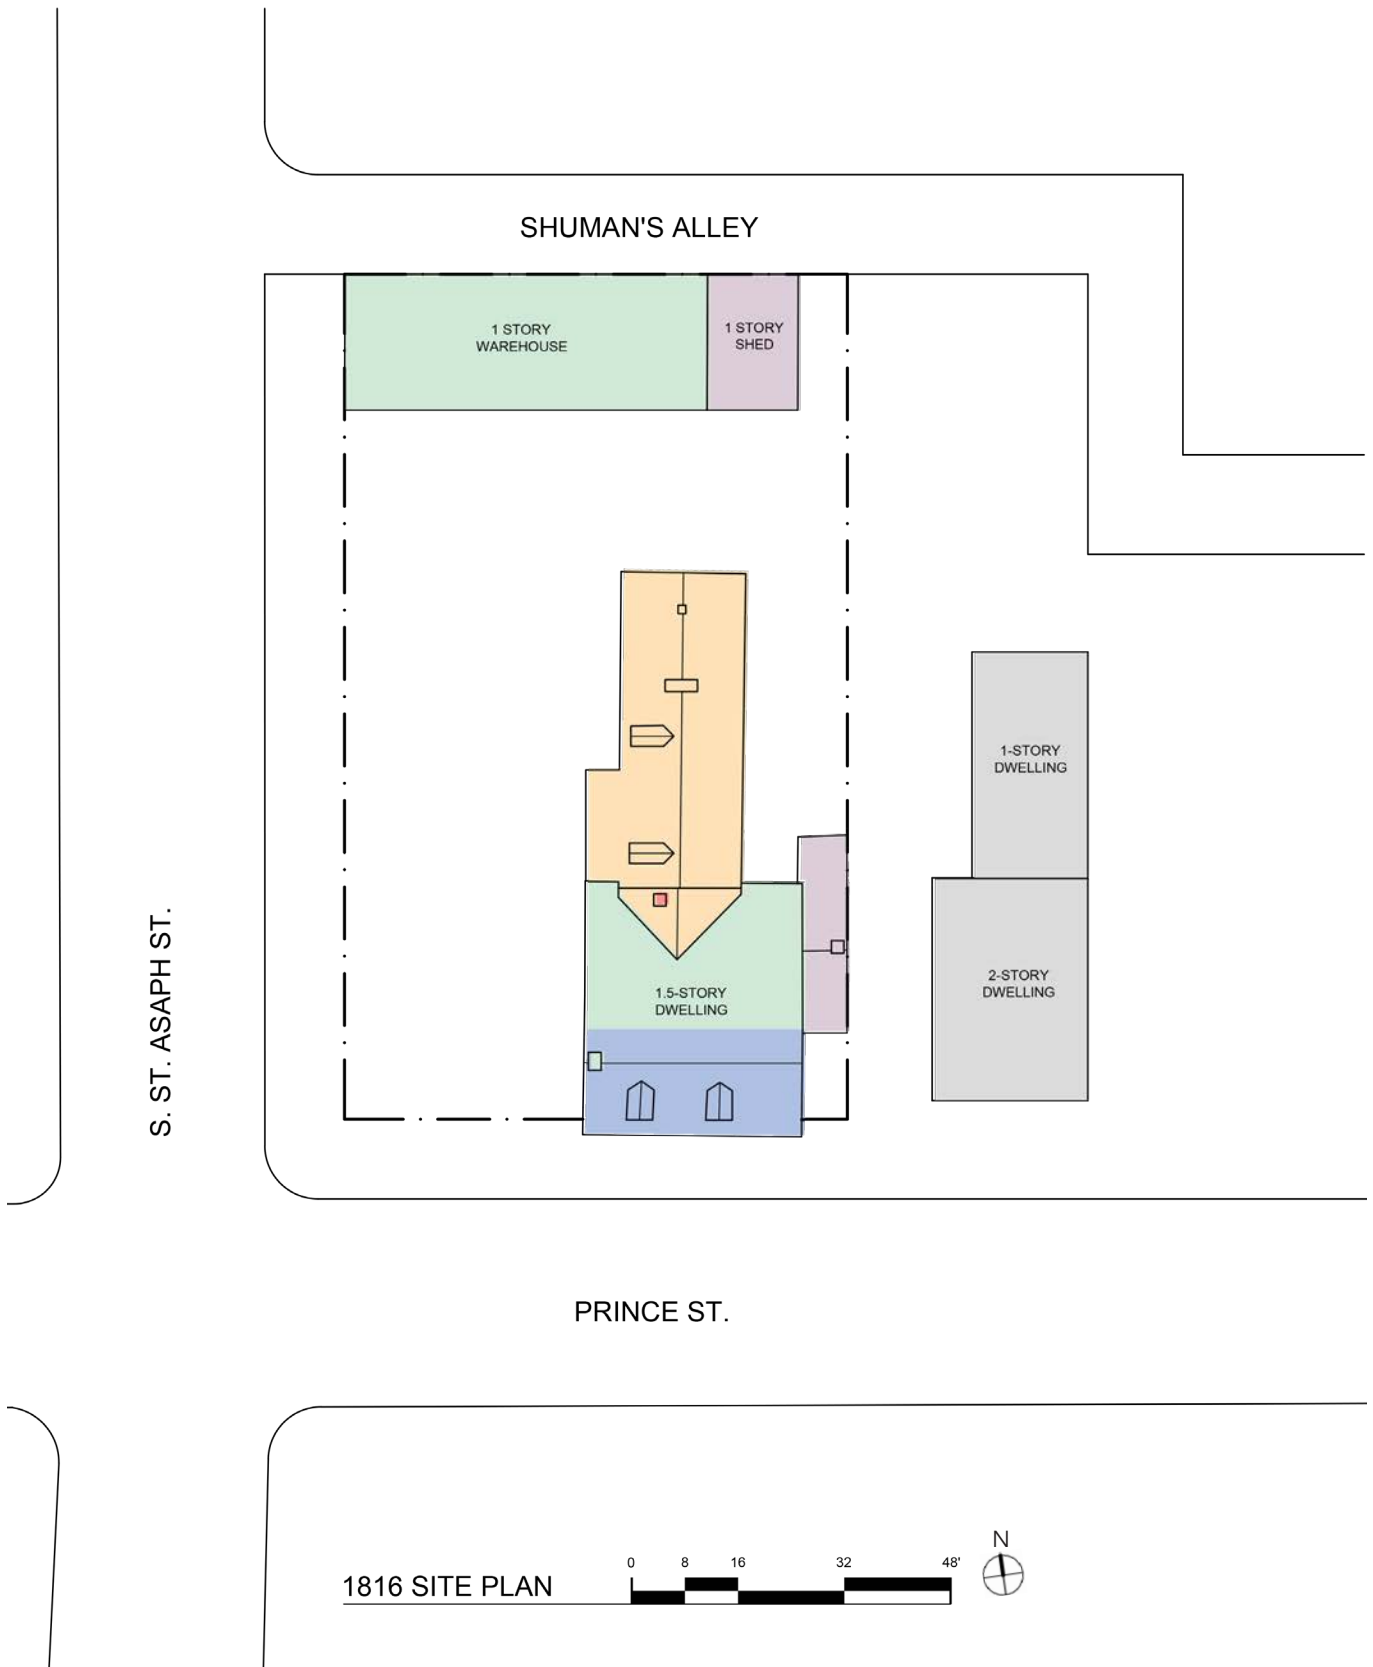 SHUMAN'S ALLEY
1 STORY
WAREHOUSE
1 STORY
SHED
1-STORY
DWELLING
2-STORY
DWELLING
1.5-STORY
DWELLING
S. ST. ASAPH ST.
PRINCE ST.
N
0 8 16 32 48'
1816 SITE PLAN